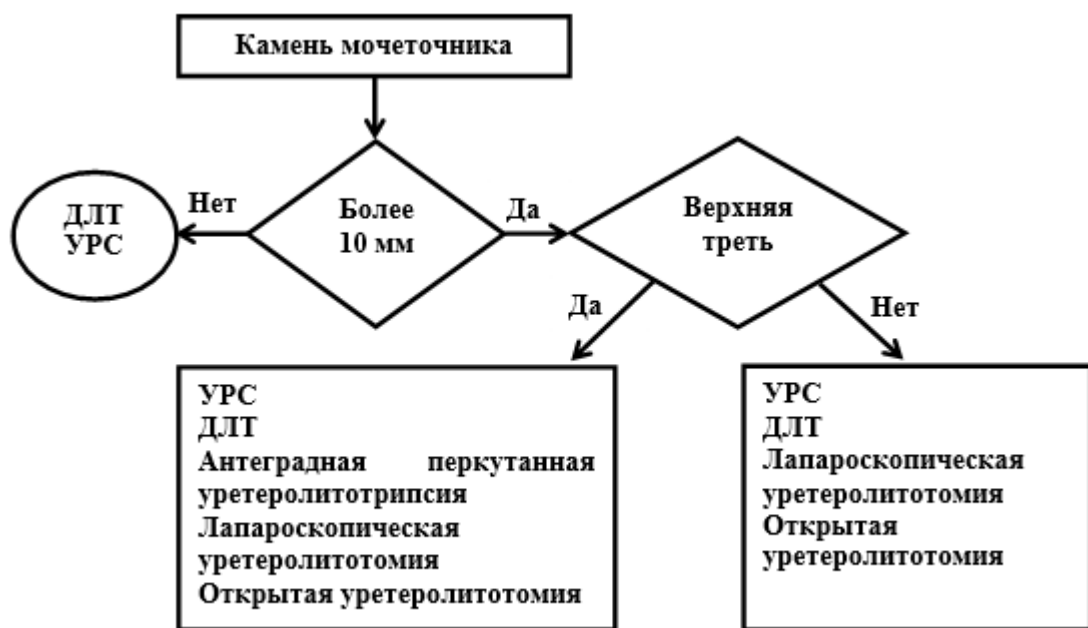 Камень мочеточника
ДЛТ
УРС
Нет
Более
10 мм
Да
Верхняя
треть
Да
Нет
УРС
ДЛТ
Антеградная перкутанная
уретеролитотрипсия
Лапароскопическая
уретеролитотомия
Открытая уретеролитотомия
УРС
ДЛТ
Лапароскопическая
уретеролитотомия
Открытая
уретеролитотомия